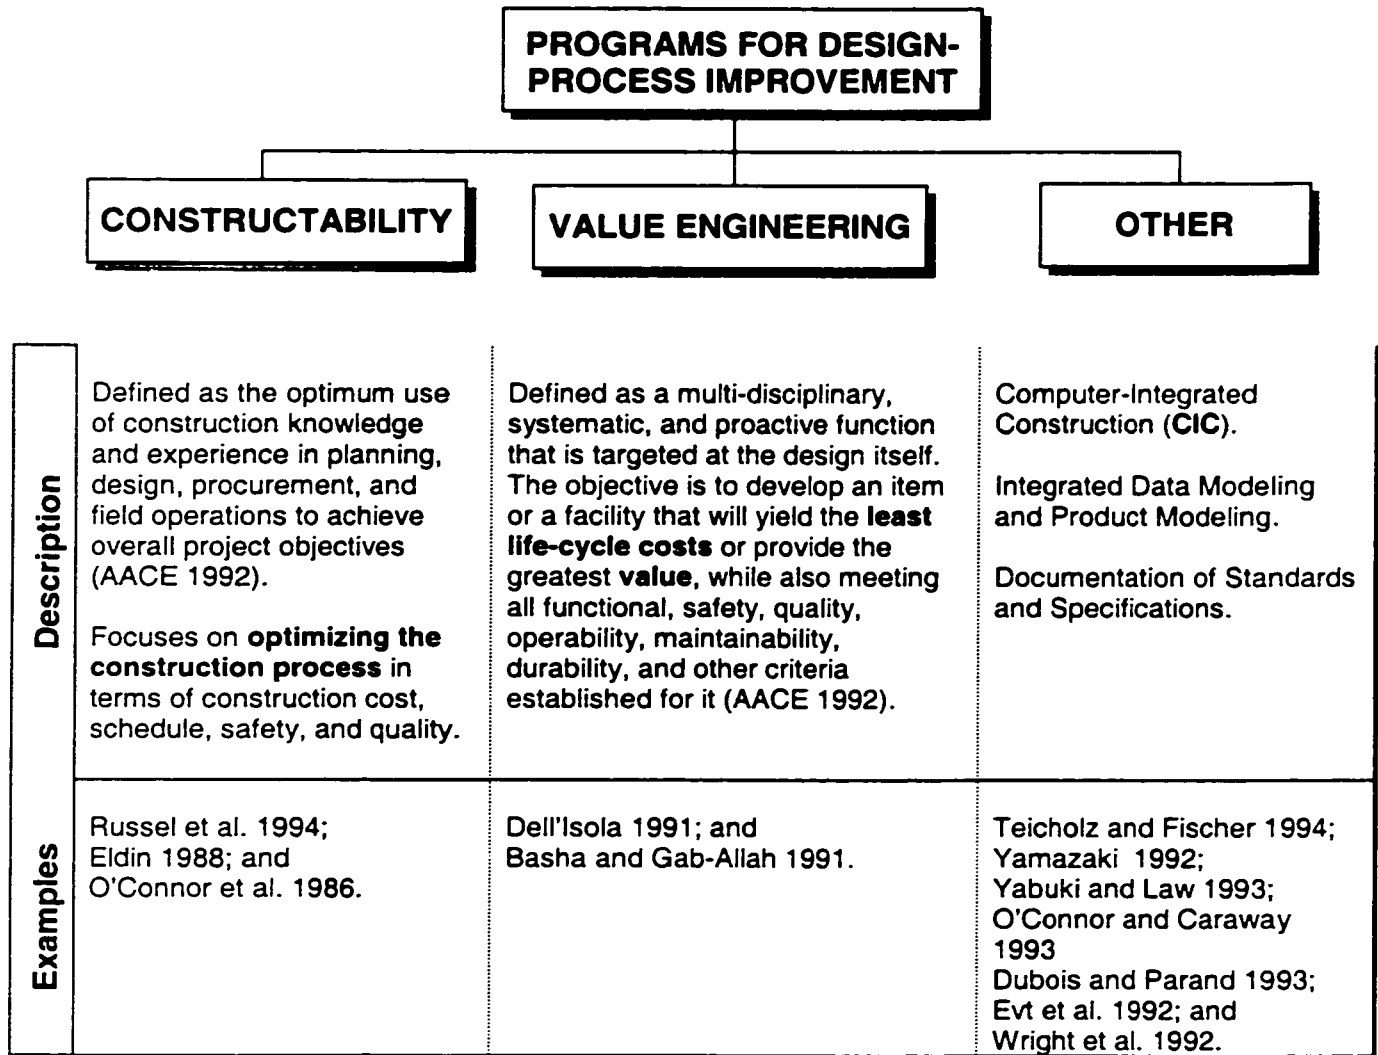 PROGRAMS FOR DESIGN-
PROCESS IMPROVEMENT
CONSTRUCTABILITY
VALUE ENGINEERING
OTHER
Description
Defined as the optimum use
of construction knowledge
and experience in planning,
design, procurement, and
field operations to achieve
overall project objectives
(AACE 1992).
Focuses on optimizing the
construction process in
terms of construction cost,
schedule, safety, and quality.
Defined as a multi-disciplinary,
systematic, and proactive function
that is targeted at the design itself.
The objective is to develop an item
or a facility that will yield the least
life-cycle costs or provide the
greatest value, while also meeting
all functional, safety, quality,
operability, maintainability,
durability, and other criteria
established for it (AACE 1992).
Computer-Integrated
Construction (CIC).
Integrated Data Modeling
and Product Modeling.
Documentation of Standards
and Specifications.
Examples
Russel et al. 1994;
Eldin 1988; and
O'Connor et al. 1986.
Dell'Isola 1991; and
Basha and Gab-Allah 1991.
Teicholz and Fischer 1994;
Yamazaki 1992;
Yabuki and Law 1993;
O'Connor and Caraway
1993
Dubois and Parand 1993;
Evt et al. 1992; and
Wright et al. 1992.